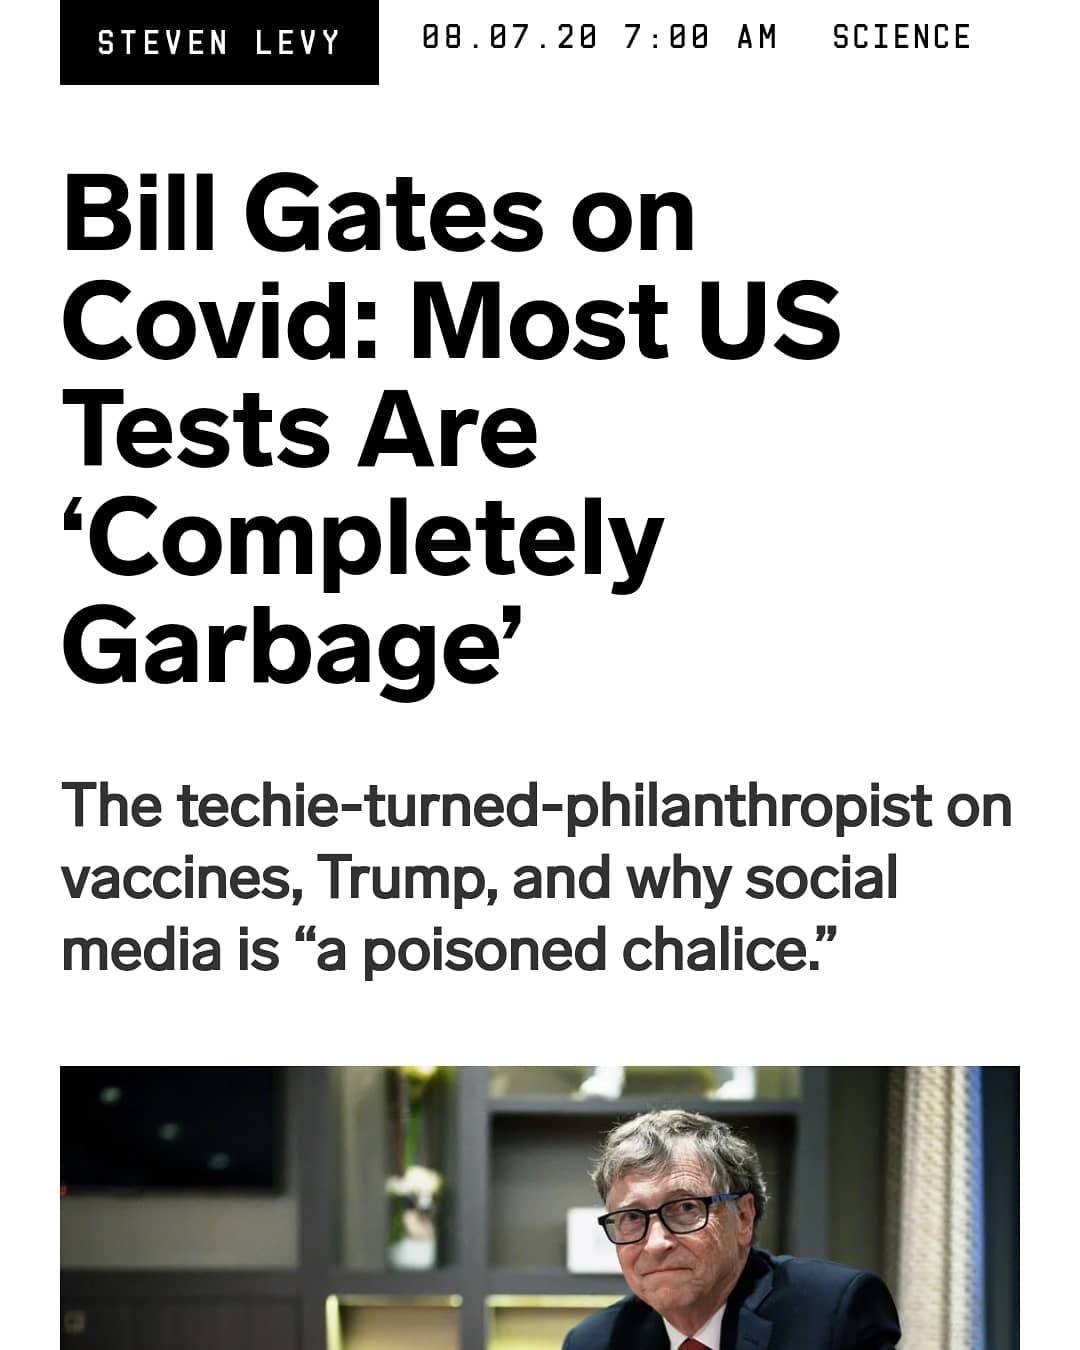 STEVEN LEVY 08.07.20 7:00 AM SCIENCE
Bill Gates on
Covid: Most US
Tests Are
‘Completely
Garbage’
The techie-turned-philanthropist on
vaccines, Trump, and why social
media is “a poisoned chalice.”